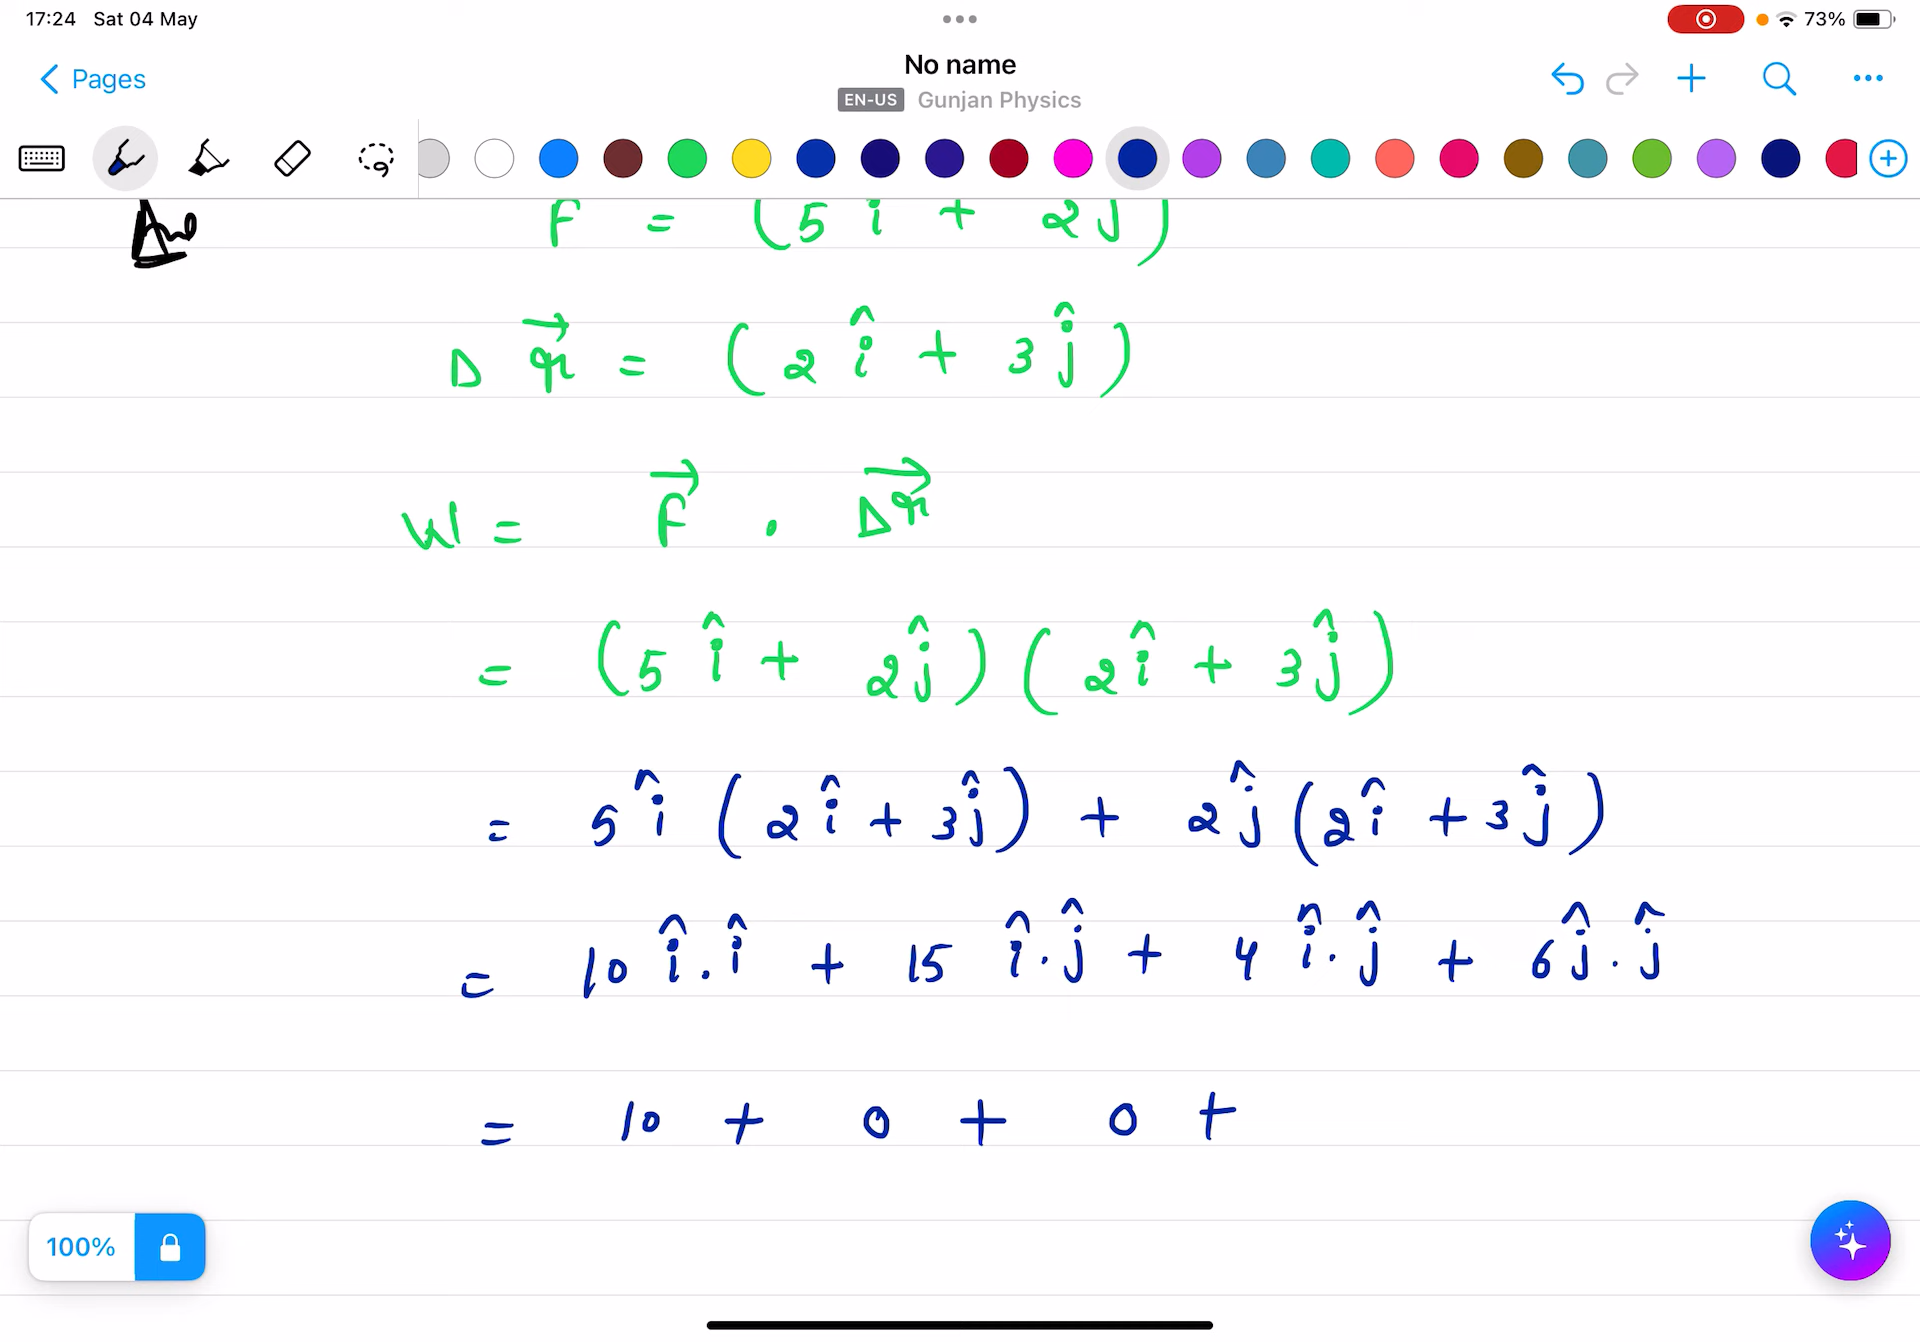 17:24 Sat 04 May
73%
Pages
No name
EN-US Gunjan Physics
F = (5 i + 2 j)
Δ r⃗ = (2 î + 3 ĵ)
W = F⃗ . Δr⃗
= (5 î + 2 ĵ) (2 î + 3 ĵ)
= 5 î (2 î + 3 ĵ) + 2 ĵ (2 î + 3 ĵ)
= 10 î . î + 15 î . ĵ + 4 î . ĵ + 6 ĵ . ĵ
= 10 + 0 + 0 +
100%